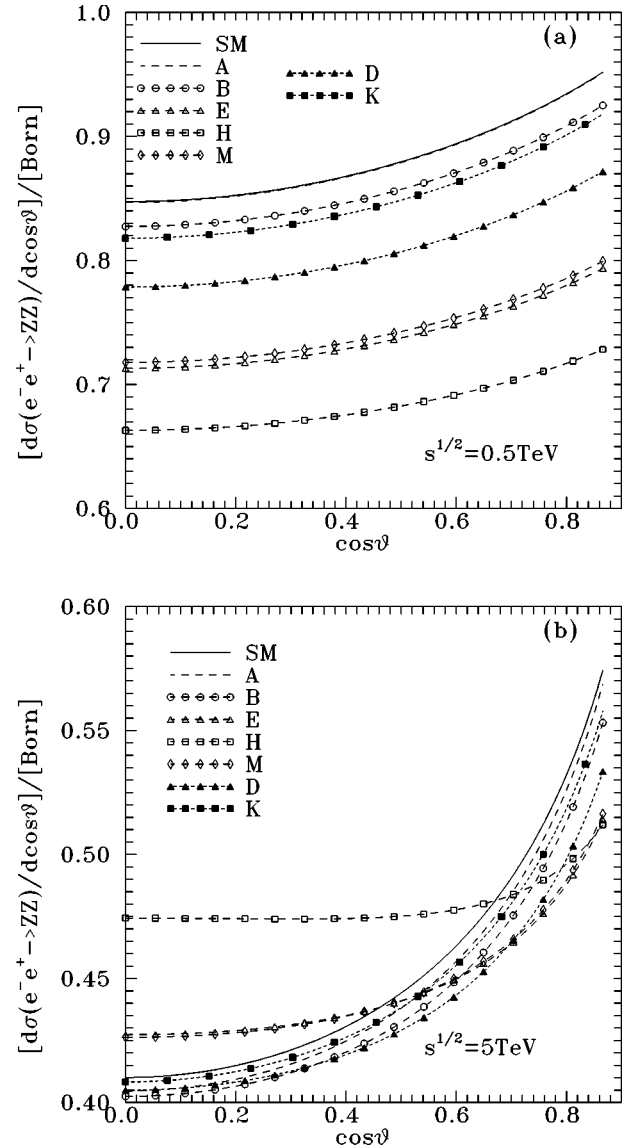 1.0
(a)
SM
A
B
E
H
M
D
K
0.9
0.8
0.7
0.6
[dσ(e⁻e⁺−>ZZ)/dcosϑ]/[Born]
s^{1/2}=0.5TeV
0.0 0.2 0.4 0.6 0.8
cosϑ
0.60
(b)
SM
A
B
E
H
M
D
K
0.55
0.50
0.45
0.40
[dσ(e⁻e⁺−>ZZ)/dcosϑ]/[Born]
s^{1/2}=5TeV
0.0 0.2 0.4 0.6 0.8
cosϑ